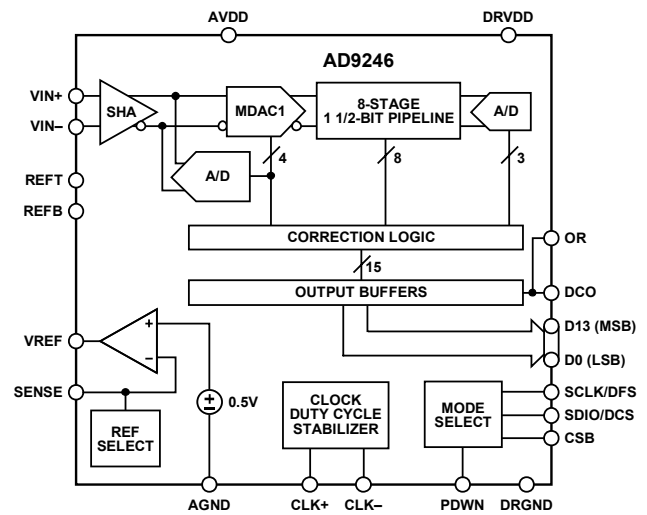 AVDD
DRVDD
AD9246
VIN+
VIN–
SHA
MDAC1
8-STAGE
1 1/2-BIT PIPELINE
A/D
A/D
4
8
3
REFT
REFB
CORRECTION LOGIC
OR
15
OUTPUT BUFFERS
DCO
D13 (MSB)
D0 (LSB)
VREF
+
–
SENSE
REF
SELECT
0.5V
CLOCK
DUTY CYCLE
STABILIZER
MODE
SELECT
SCLK/DFS
SDIO/DCS
CSB
AGND
CLK+
CLK–
PDWN
DRGND